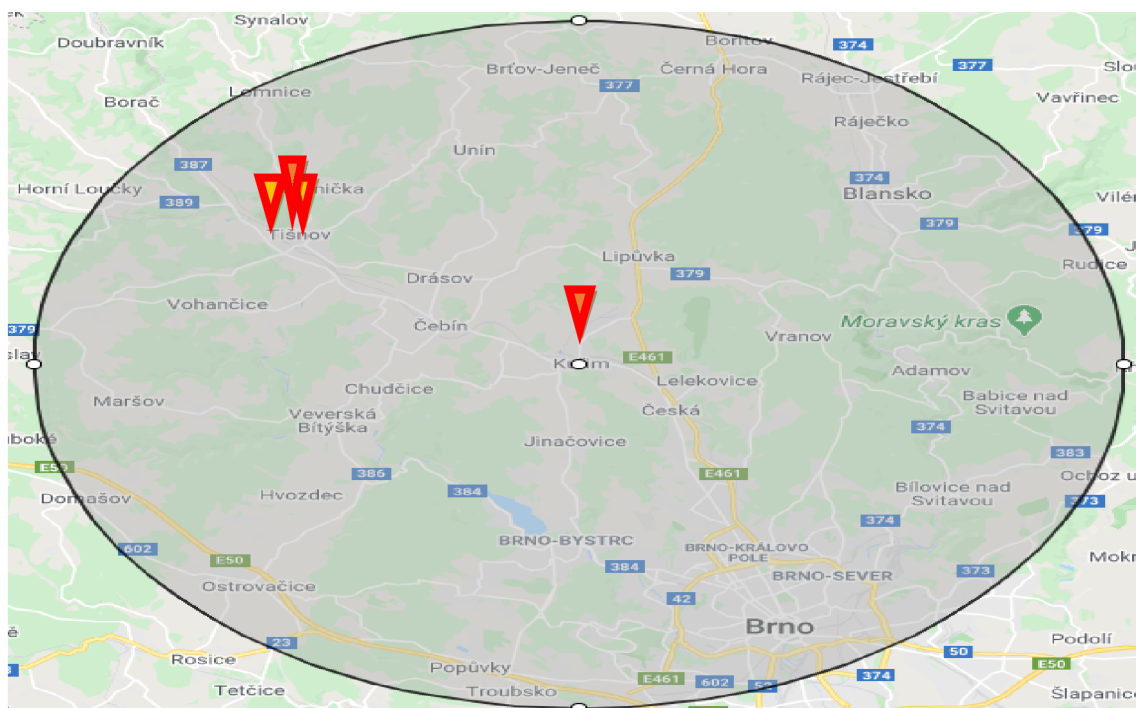 Synalov
Doubravník
Bořitov
374
377
Brťov-Jeneč
Černá Hora
377
Rájec-Jestřebí
Lomnice
Borač
Vavřinec
Ráječko
Unín
387
374
Horní Loučky
389
Blansko
379
379
Tišnov
Lipůvka
379
Rudice
Drásov
Vohančice
Čebín
Moravský kras
379
Vranov
E461
Adamov
Lelekovice
Chudčice
Maršov
Česká
Babice nad
Svitavou
Veverská
Bítýška
374
Jinačovice
383
E50
386
E461
384
Hvozdec
Bílovice nad
Svitavou
Domašov
373
374
BRNO-BYSTRC
602
E50
BRNO-KRÁLOVO
POLE
384
373
BRNO-SEVER
Ostrovačice
42
Brno
23
50
Podolí
Rosice
E50
Popůvky
E461
602
374
Tetčice
Troubsko